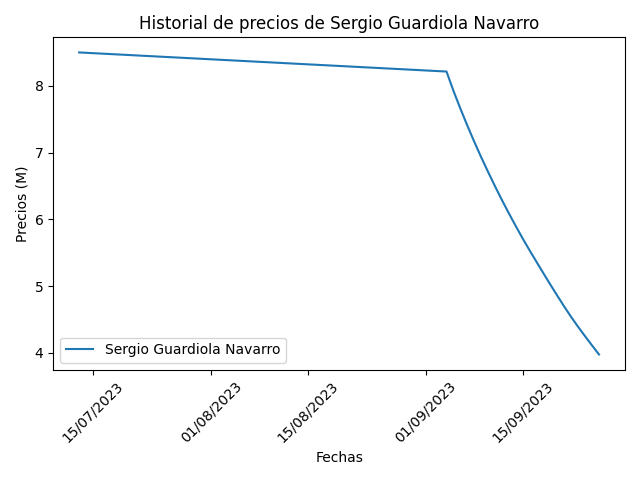 Historial de precios de Sergio Guardiola Navarro
Precios (M)
8
7
6
5
4
Sergio Guardiola Navarro
15/07/2023
01/08/2023
15/08/2023
01/09/2023
15/09/2023
Fechas